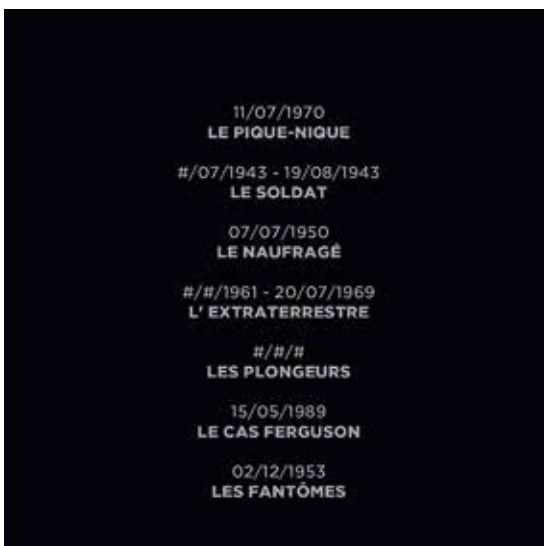 11/07/1970
LE PIQUE-NIQUE
#/07/1943 - 19/08/1943
LE SOLDAT
07/07/1950
LE NAUFRAGÉ
#/#/1961 - 20/07/1969
L' EXTRATERRESTRE
#/#/#
LES PLONGEURS
15/05/1989
LE CAS FERGUSON
02/12/1953
LES FANTÔMES